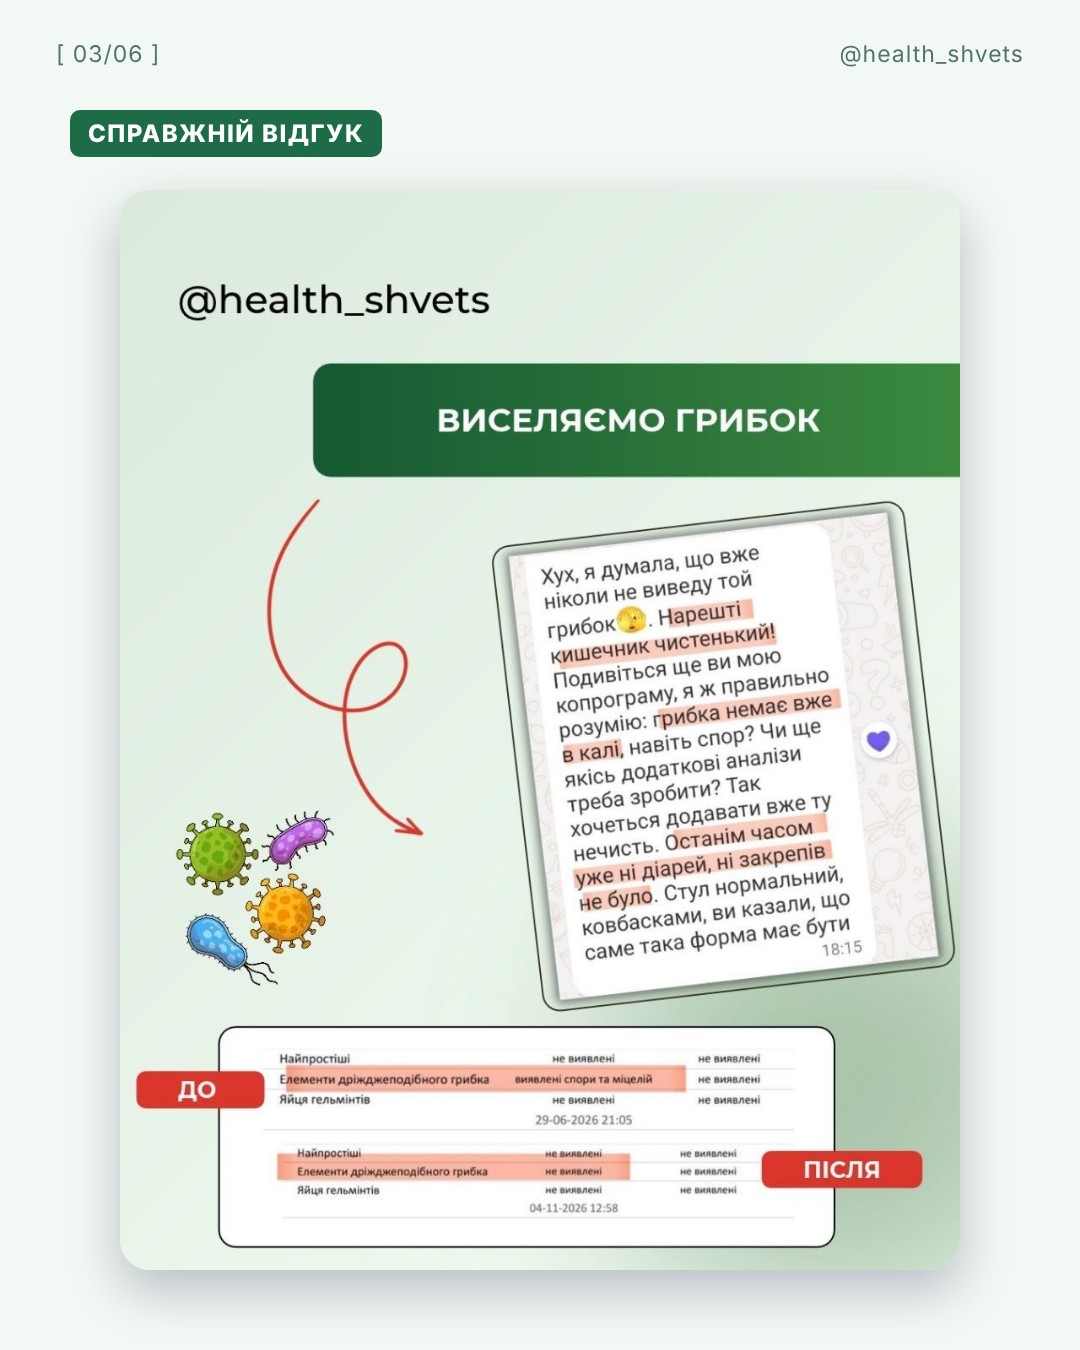 [ 03/06 ]
@health_shvets
СПРАВЖНІЙ ВІДГУК
@health_shvets
ВИСЕЛЯЄМО ГРИБОК
Хух, я думала, що вже
ніколи не виведу той
грибок🫣. Нарешті
кишечник чистенький!
Подивіться ще ви мою
копрограму, я ж правильно
розумію: грибка немає вже
в калі, навіть спор? Чи ще
якісь додаткові аналізи
треба зробити? Так
хочеться додавати вже ту
нечисть. Останім часом
уже ні діарей, ні закрепів
не було. Стул нормальний,
ковбасками, ви казали, що
саме така форма має бути
18:15
ДО
Найпростіші не виявлені не виявлені
Елементи дріжджеподібного грибка виявлені спори та міцелій не виявлені
Яйця гельмінтів не виявлені не виявлені
29-06-2026 21:05
Найпростіші не виявлені не виявлені
Елементи дріжджеподібного грибка не виявлені не виявлені
Яйця гельмінтів не виявлені не виявлені
04-11-2026 12:58
ПІСЛЯ